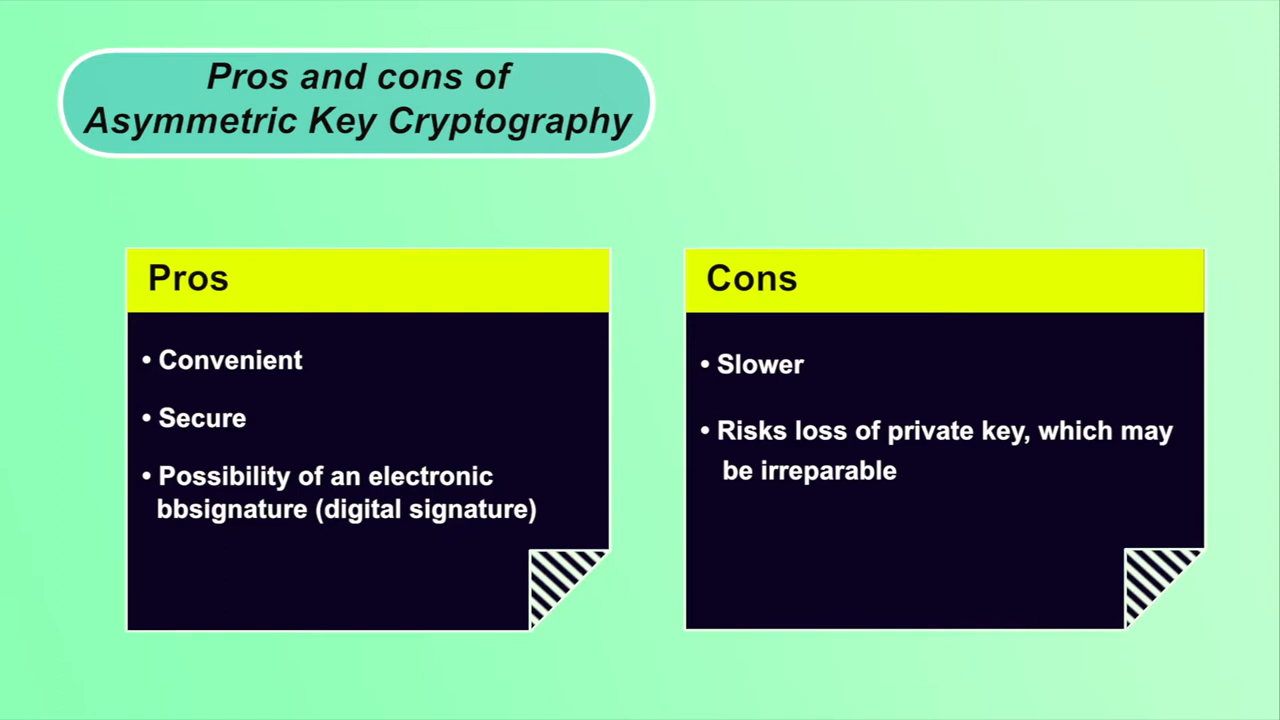 Pros and cons of
Asymmetric Key Cryptography
Pros
• Convenient
• Secure
• Possibility of an electronic
bbsignature (digital signature)
Cons
• Slower
• Risks loss of private key, which may
be irreparable